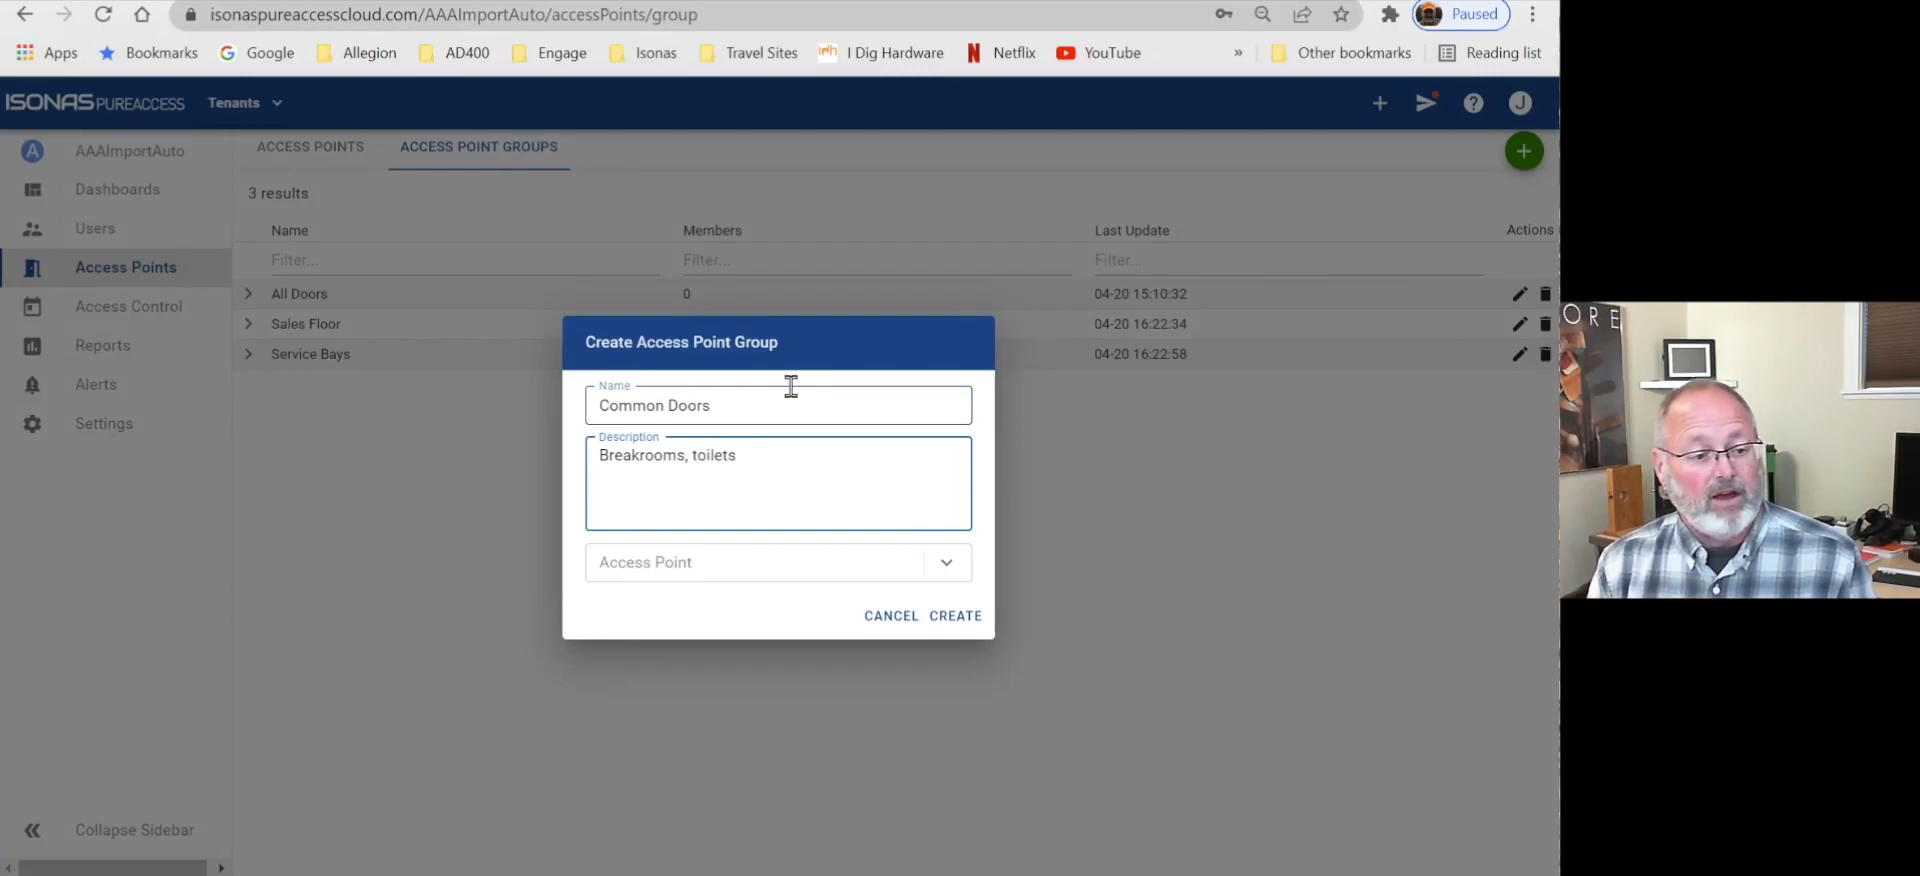 isonaspureaccesscloud.com/AAAImportAuto/accessPoints/group
Paused
Apps Bookmarks Google Allegion AD400 Engage Isonas Travel Sites I Dig Hardware Netflix YouTube » Other bookmarks Reading list
ISONAS PUREACCESS Tenants
J
A AAAImportAuto
Dashboards
Users
Access Points
Access Control
Reports
Alerts
Settings
Collapse Sidebar
ACCESS POINTS ACCESS POINT GROUPS
3 results
Name Members Last Update Actions
Filter... Filter... Filter...
All Doors 0 04-20 15:10:32
Sales Floor 04-20 16:22:34
Service Bays 04-20 16:22:58
Create Access Point Group
Name
Common Doors
Description
Breakrooms, toilets
Access Point
CANCEL CREATE
ORE